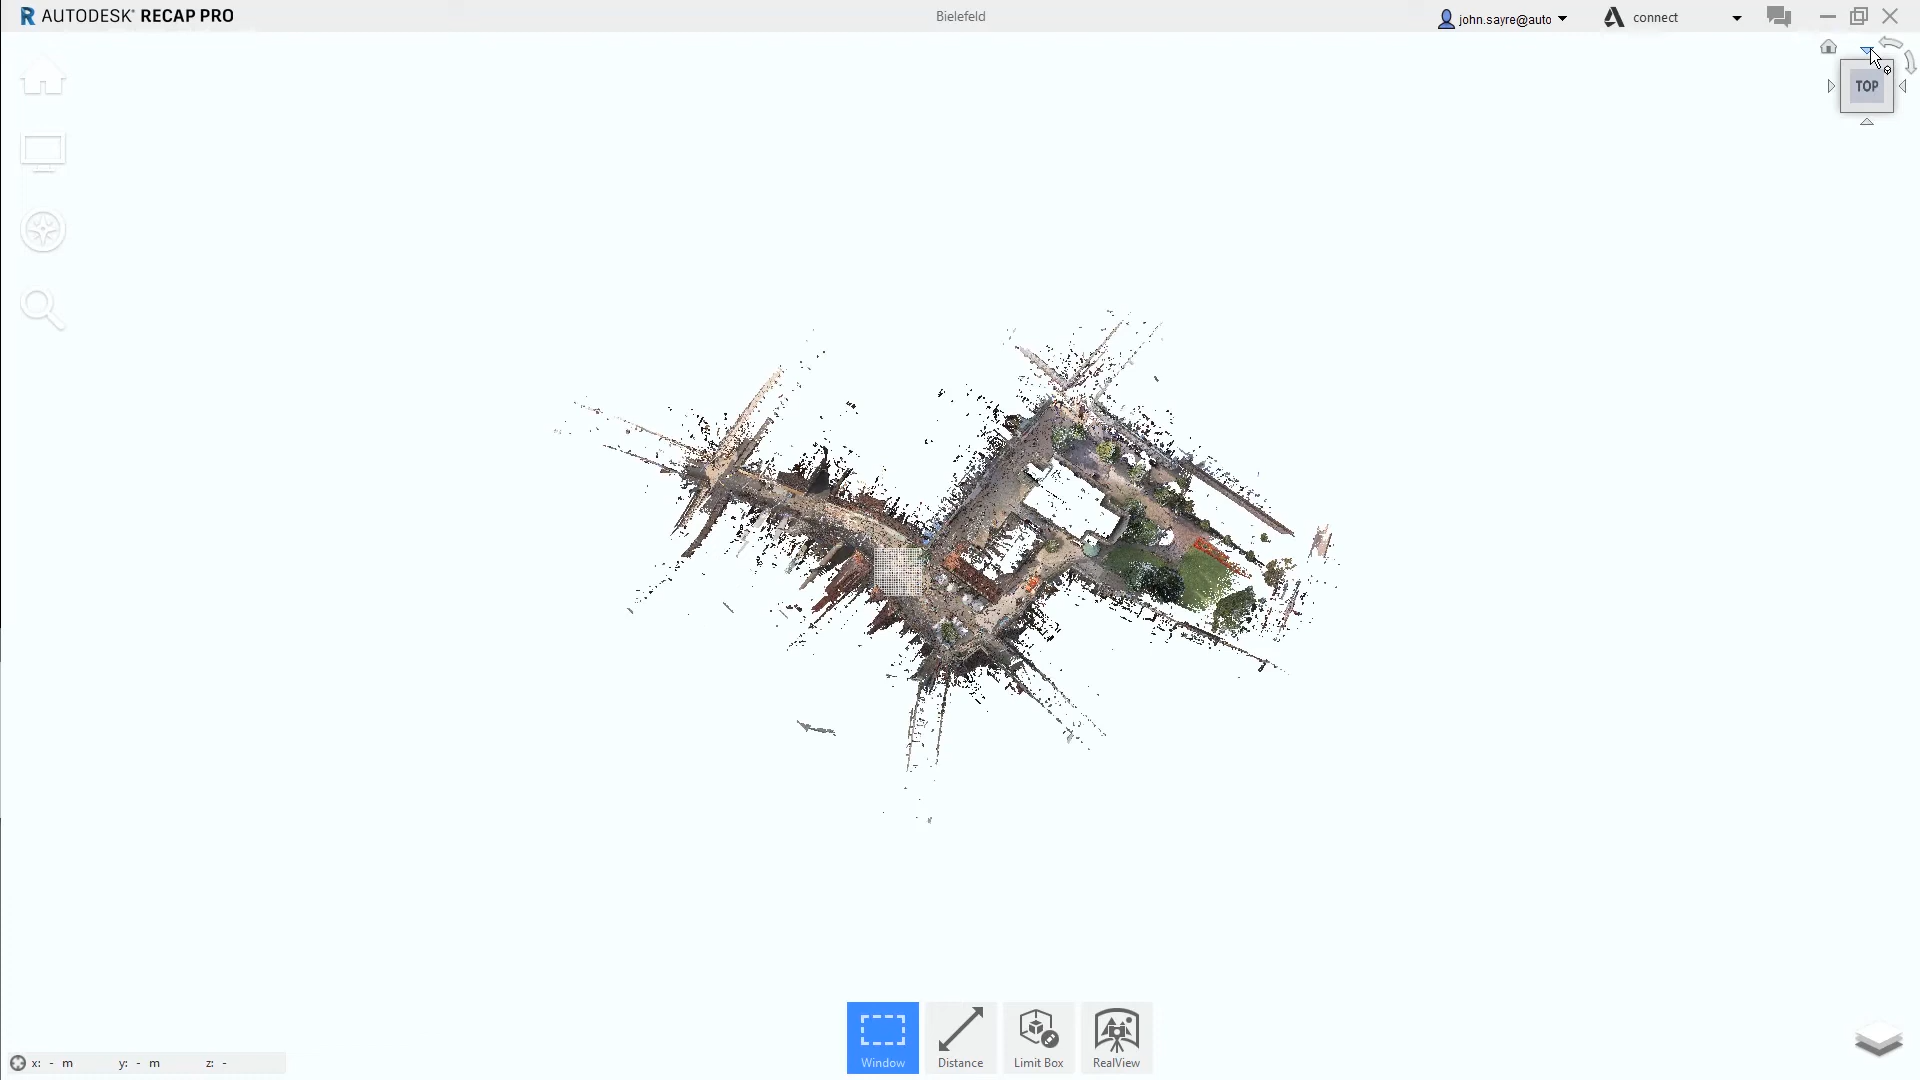 R AUTODESK® RECAP PRO
Bielefeld
john.sayre@auto
connect
TOP
Window
Distance
Limit Box
RealView
x: - m y: - m z: -